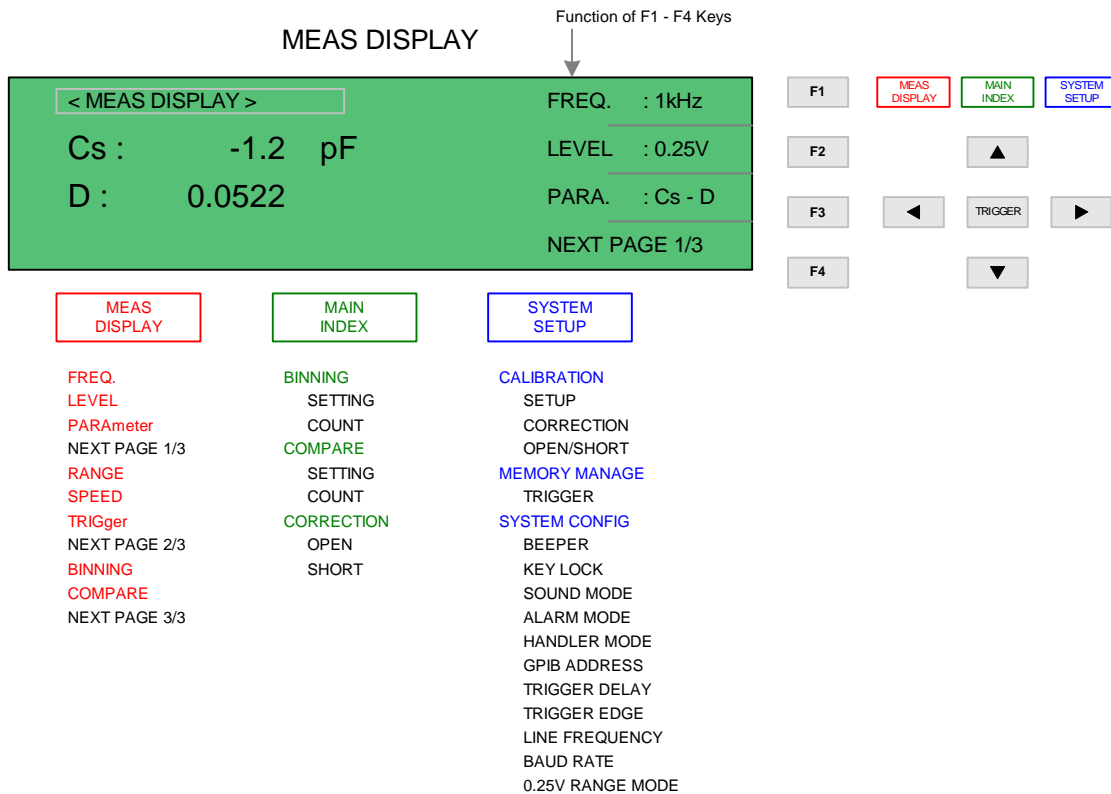 Function of F1 - F4 Keys
MEAS DISPLAY
< MEAS DISPLAY >
Cs : -1.2 pF
D : 0.0522
FREQ. : 1kHz
LEVEL : 0.25V
PARA. : Cs - D
NEXT PAGE 1/3
F1
MEAS
DISPLAY
MAIN
INDEX
SYSTEM
SETUP
F2
▲
F3
◀
TRIGGER
▶
F4
▼
MEAS
DISPLAY
FREQ.
LEVEL
PARAmeter
NEXT PAGE 1/3
RANGE
SPEED
TRIGger
NEXT PAGE 2/3
BINNING
COMPARE
NEXT PAGE 3/3
MAIN
INDEX
BINNING
SETTING
COUNT
COMPARE
SETTING
COUNT
CORRECTION
OPEN
SHORT
SYSTEM
SETUP
CALIBRATION
SETUP
CORRECTION
OPEN/SHORT
MEMORY MANAGE
TRIGGER
SYSTEM CONFIG
BEEPER
KEY LOCK
SOUND MODE
ALARM MODE
HANDLER MODE
GPIB ADDRESS
TRIGGER DELAY
TRIGGER EDGE
LINE FREQUENCY
BAUD RATE
0.25V RANGE MODE